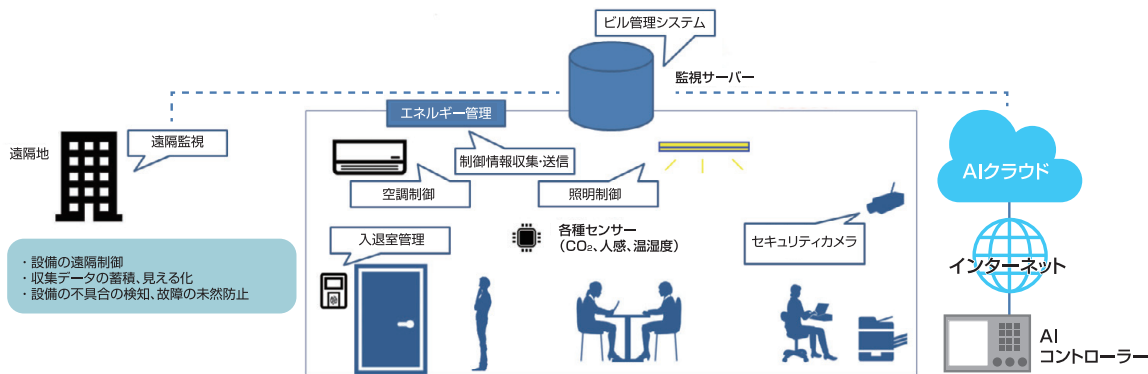 ビル管理システム
監視サーバー
エネルギー管理
遠隔地
遠隔監視
制御情報収集・送信
空調制御
照明制御
AIクラウド
入退室管理
各種センサー
(CO₂、人感、温湿度)
セキュリティカメラ
・設備の遠隔制御
・収集データの蓄積、見える化
・設備の不具合の検知、故障の未然防止
インターネット
AI
コントローラー